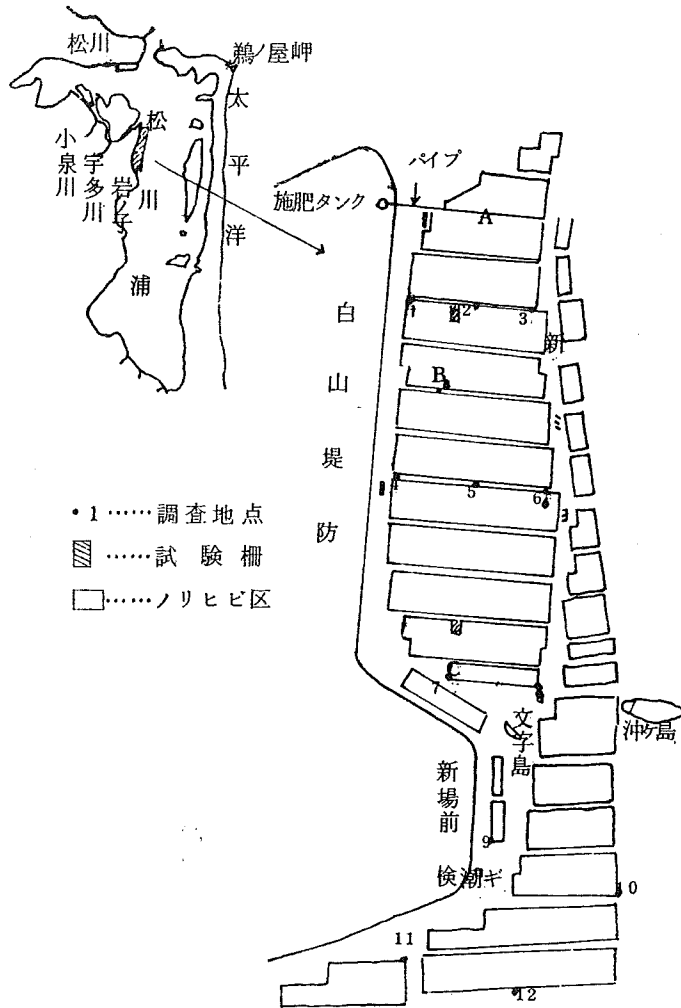 松川
鵜ノ屋岬
太平洋
小泉川
宇多川
岩ノ子
松川浦
パイプ
施肥タンク
A
1
2
3
新
白山堤防
B
4
5
6
• 1 ……調査地点
……試験柵
……ノリヒビ区
C
7
文字島
沖ケ島
新場前
9
検潮ギ
10
11
12